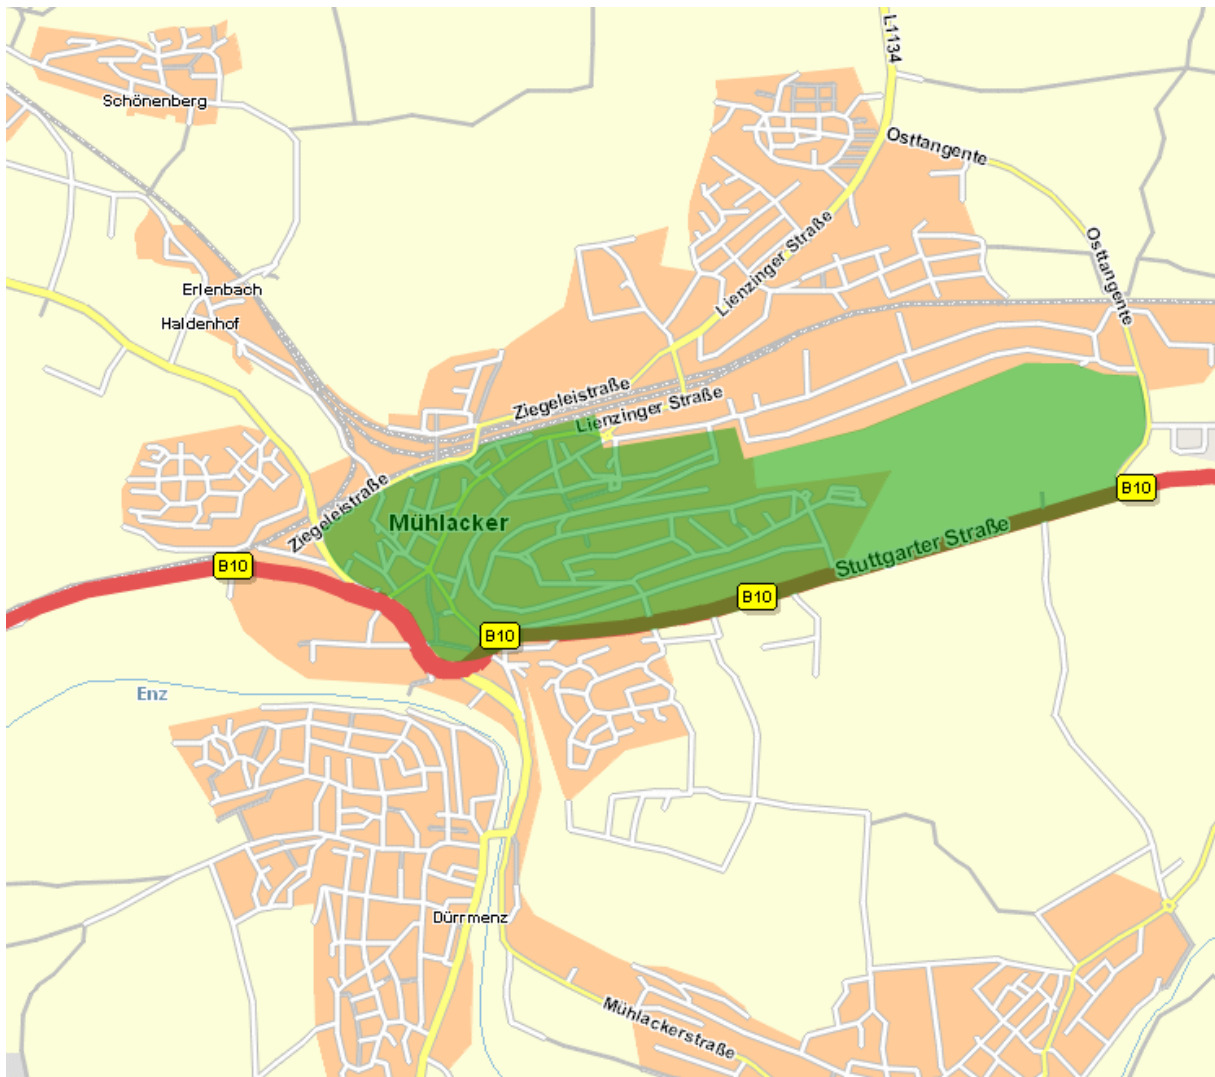 L1134
Schönenberg
Osttangente
Lienzinger Straße
Osttangente
Erlenbach
Haldenhof
Ziegeleistraße
Lienzinger Straße
Ziegeleistraße
Mühlacker
B10
Stuttgarter Straße
B10
B10
B10
Enz
Dürrmenz
Mühlackerstraße